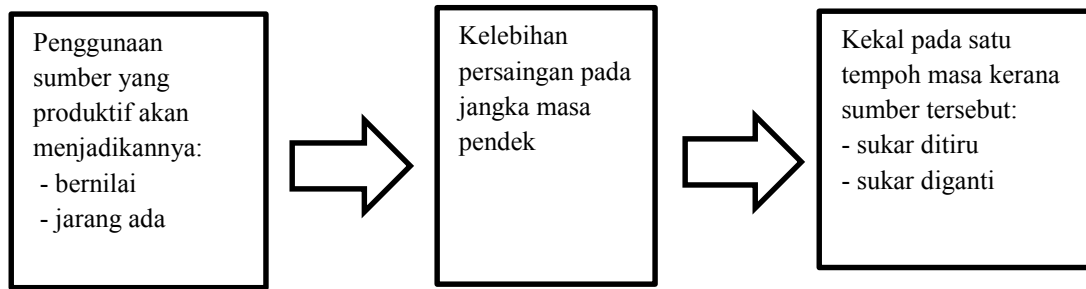 Penggunaan
sumber yang
produktif akan
menjadikannya:
- bernilai
- jarang ada
Kelebihan
persaingan pada
jangka masa
pendek
Kekal pada satu
tempoh masa kerana
sumber tersebut:
- sukar ditiru
- sukar diganti